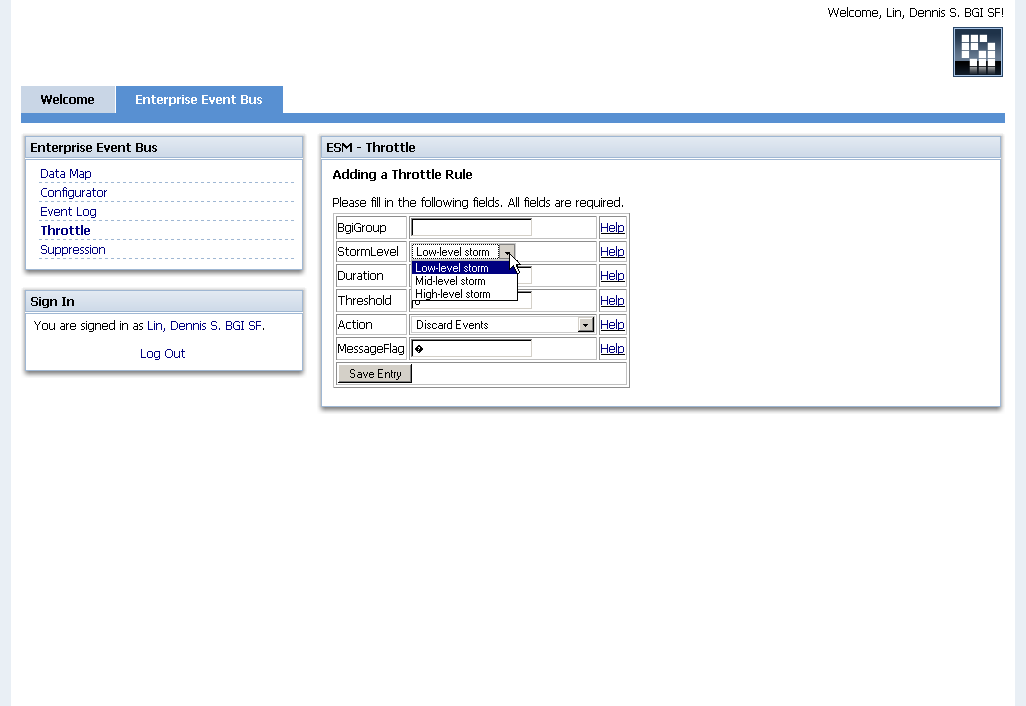 Welcome, Lin, Dennis S. BGI SF!
Welcome
Enterprise Event Bus
Enterprise Event Bus
Data Map
Configurator
Event Log
Throttle
Suppression
Sign In
You are signed in as Lin, Dennis S. BGI SF.
Log Out
ESM - Throttle
Adding a Throttle Rule
Please fill in the following fields. All fields are required.
BgiGroup Help
StormLevel Low-level storm Help
Low-level storm
Mid-level storm
High-level storm
Duration Help
Threshold Help
Action Discard Events Help
MessageFlag � Help
Save Entry